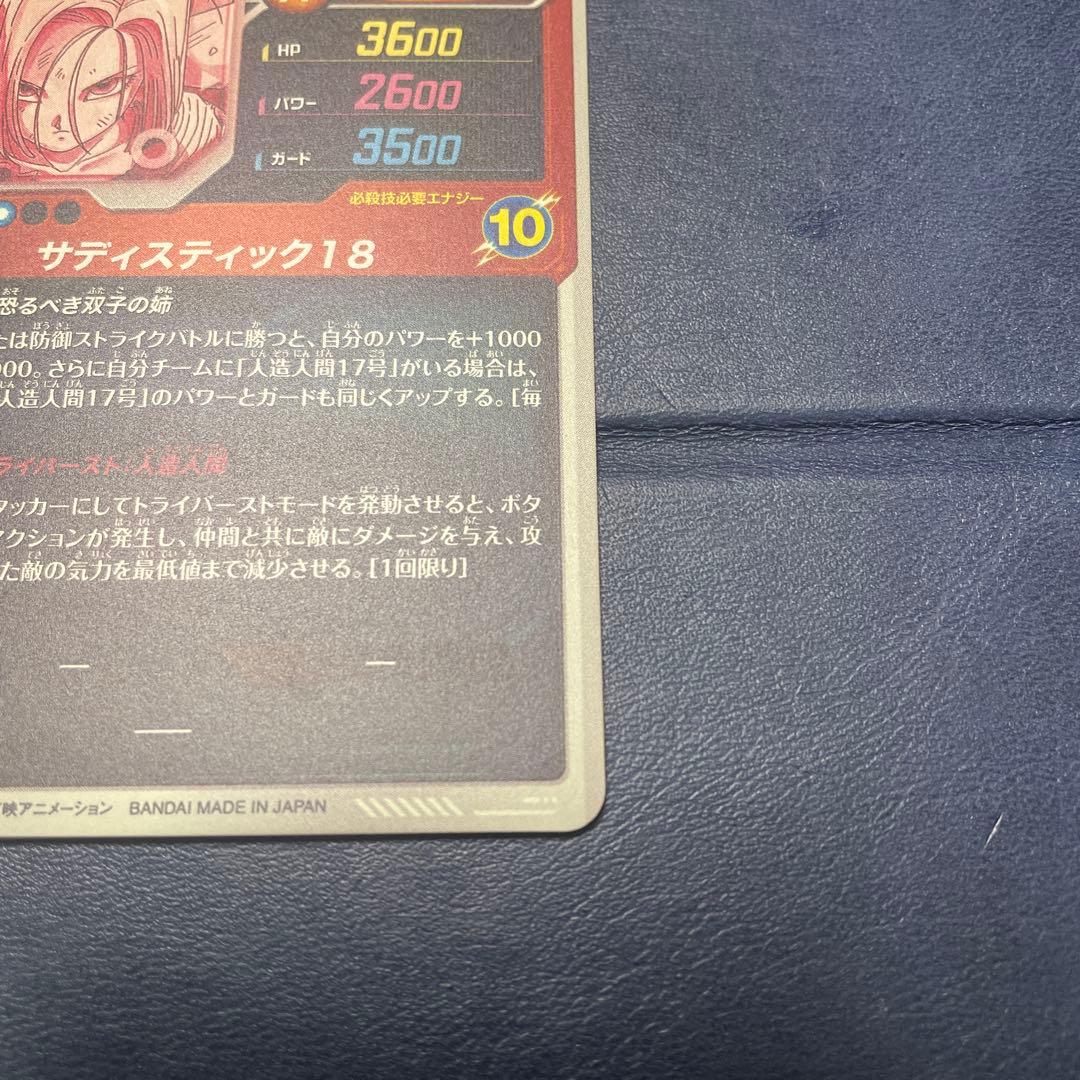 HP 3600
パワー 2600
ガード 3500
必殺技必要エナジー
10
サディスティック18
恐るべき双子の姉
たは防御ストライクバトルに勝つと、自分のパワーを+1000
00。さらに自分チームに「人造人間17号」がいる場合は、
人造人間17号」のパワーとガードも同じくアップする。[毎
ライバースト:人造人間
タッカーにしてトライバーストモードを発動させると、ボタ
アクションが発生し、仲間と共に敵にダメージを与え、攻
た敵の気力を最低値まで減少させる。[1回限り]
映アニメーション BANDAI MADE IN JAPAN